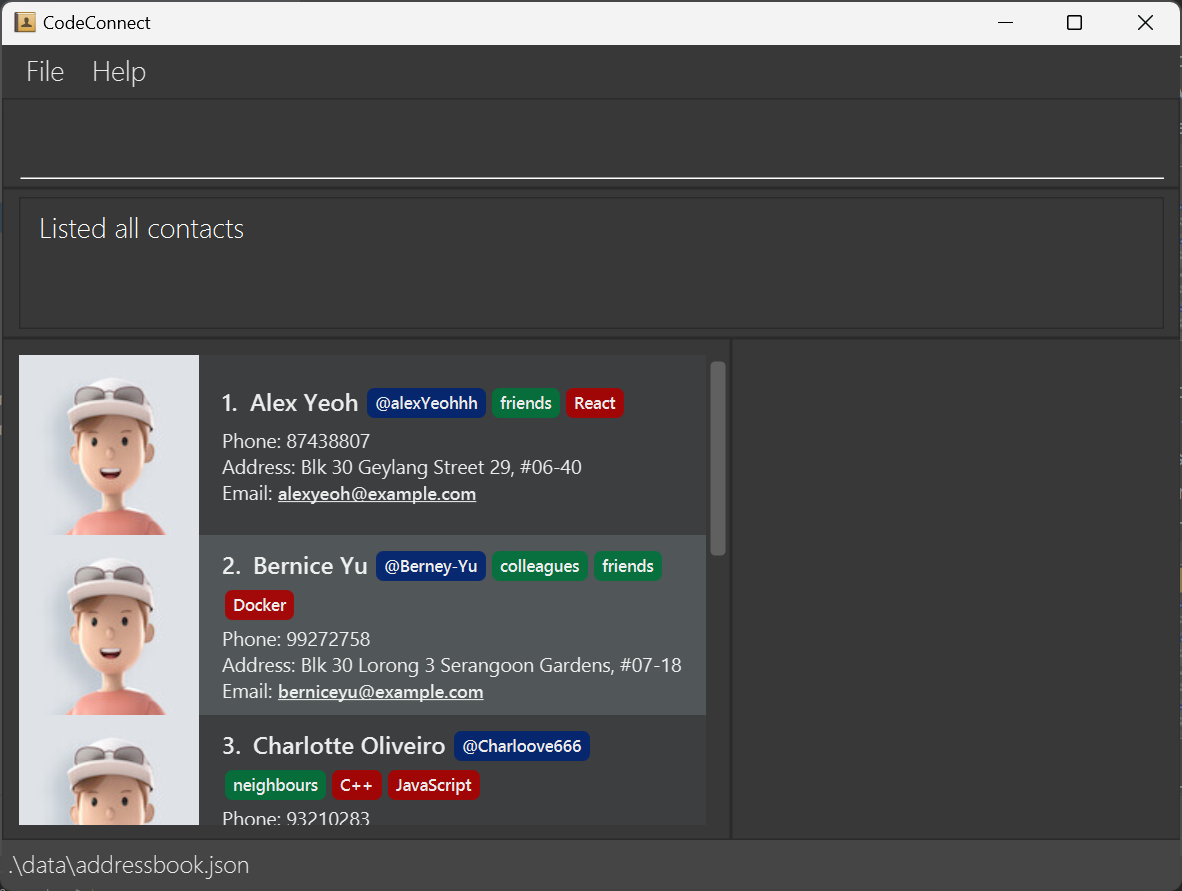 CodeConnect
File Help
Listed all contacts
1. Alex Yeoh @alexYeohhh friends React
Phone: 87438807
Address: Blk 30 Geylang Street 29, #06-40
Email: alexyeoh@example.com
2. Bernice Yu @Berney-Yu colleagues friends
Docker
Phone: 99272758
Address: Blk 30 Lorong 3 Serangoon Gardens, #07-18
Email: berniceyu@example.com
3. Charlotte Oliveiro @Charloove666
neighbours C++ JavaScript
Phone: 93210283
.\data\addressbook.json